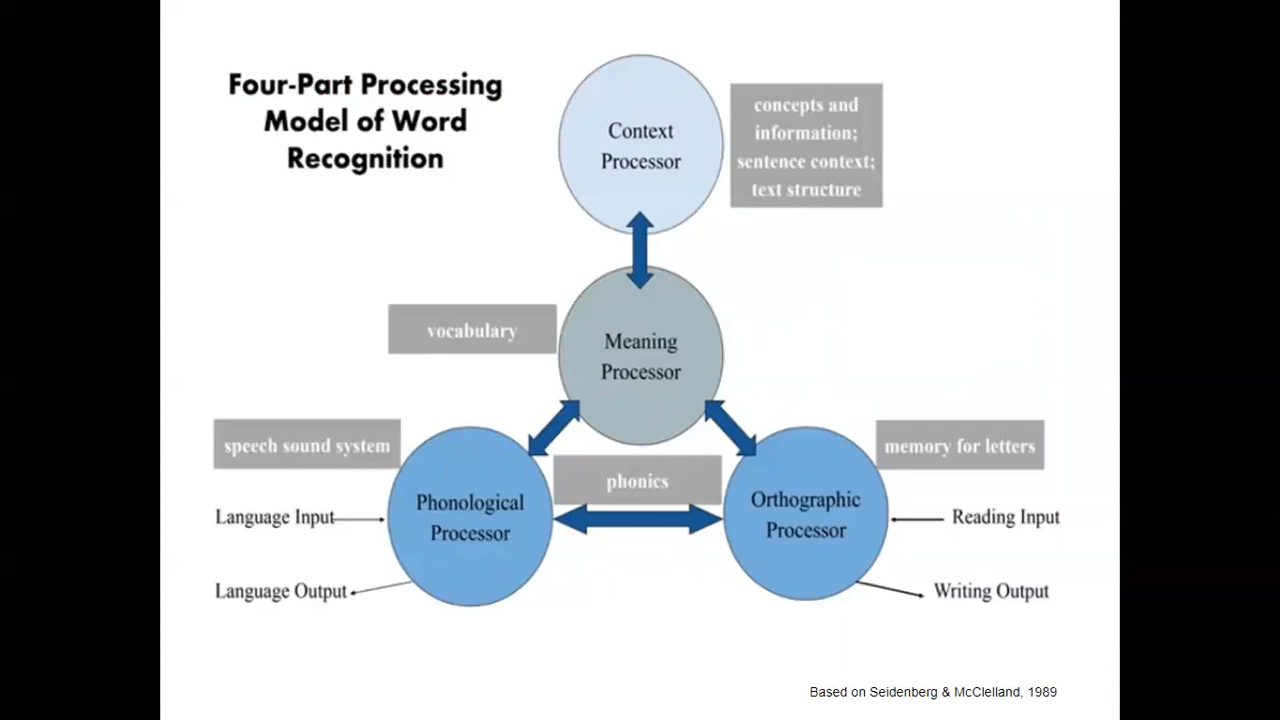 Four-Part Processing
Model of Word
Recognition
Context
Processor
concepts and
information;
sentence context;
text structure
vocabulary
Meaning
Processor
speech sound system
phonics
memory for letters
Phonological
Processor
Orthographic
Processor
Language Input
Reading Input
Language Output
Writing Output
Based on Seidenberg & McClelland, 1989